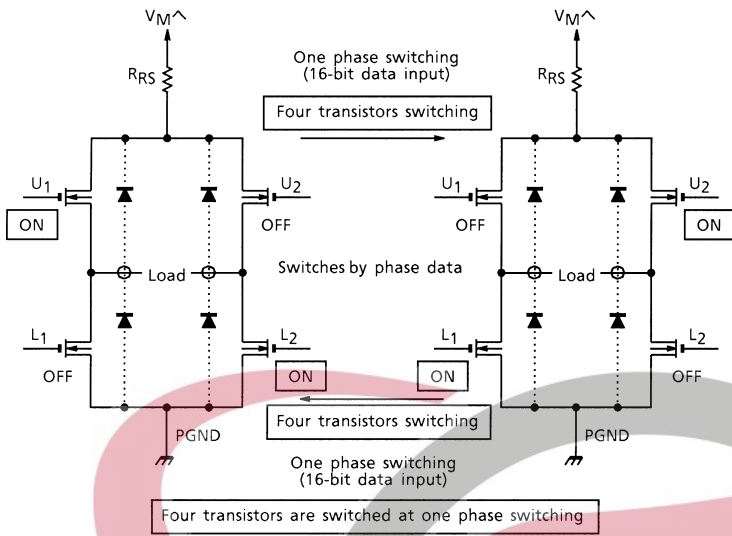 VM^
VM^
RRS
One phase switching
(16-bit data input)
RRS
Four transistors switching
U1
U2
U1
U2
ON
OFF
OFF
ON
Load
Switches by phase data
Load
L1
L2
L1
L2
OFF
ON
ON
OFF
PGND
Four transistors switching
PGND
One phase switching
(16-bit data input)
Four transistors are switched at one phase switching